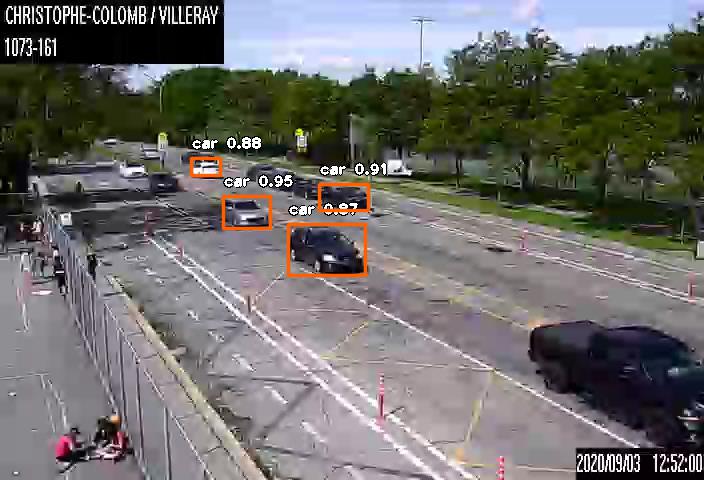 CHRISTOPHE-COLOMB / VILLERAY
1073-161
car 0.88
car 0.91
car 0.95
car 0.87
2020/09/03 12:52:00